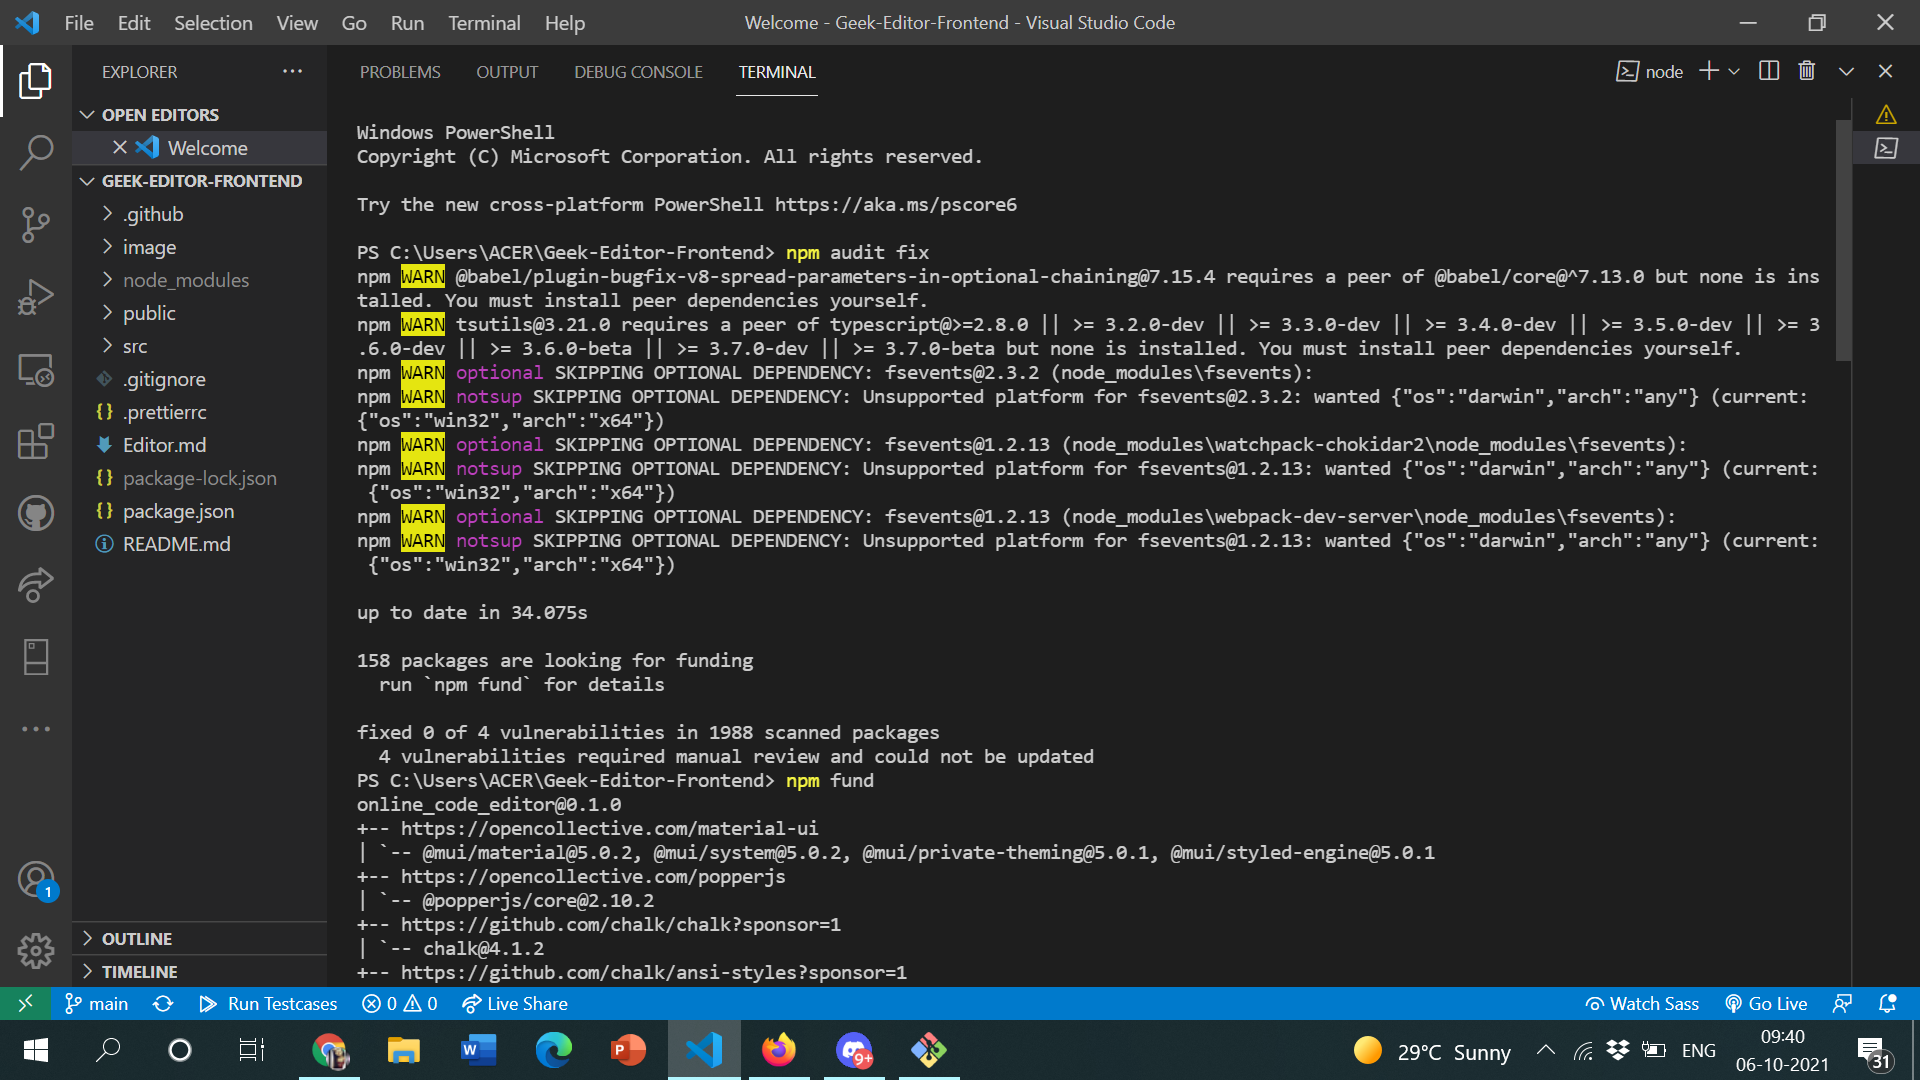 File Edit Selection View Go Run Terminal Help
Welcome - Geek-Editor-Frontend - Visual Studio Code
EXPLORER
OPEN EDITORS
Welcome
GEEK-EDITOR-FRONTEND
.github
image
node_modules
public
src
.gitignore
.prettierrc
Editor.md
package-lock.json
package.json
README.md
OUTLINE
TIMELINE
1
PROBLEMS OUTPUT DEBUG CONSOLE TERMINAL
node
Windows PowerShell
Copyright (C) Microsoft Corporation. All rights reserved.
Try the new cross-platform PowerShell https://aka.ms/pscore6
PS C:\Users\ACER\Geek-Editor-Frontend> npm audit fix
npm WARN @babel/plugin-bugfix-v8-spread-parameters-in-optional-chaining@7.15.4 requires a peer of @babel/core@^7.13.0 but none is ins
talled. You must install peer dependencies yourself.
npm WARN tsutils@3.21.0 requires a peer of typescript@>=2.8.0 || >= 3.2.0-dev || >= 3.3.0-dev || >= 3.4.0-dev || >= 3.5.0-dev || >= 3
.6.0-dev || >= 3.6.0-beta || >= 3.7.0-dev || >= 3.7.0-beta but none is installed. You must install peer dependencies yourself.
npm WARN optional SKIPPING OPTIONAL DEPENDENCY: fsevents@2.3.2 (node_modules\fsevents):
npm WARN notsup SKIPPING OPTIONAL DEPENDENCY: Unsupported platform for fsevents@2.3.2: wanted {"os":"darwin","arch":"any"} (current:
{"os":"win32","arch":"x64"})
npm WARN optional SKIPPING OPTIONAL DEPENDENCY: fsevents@1.2.13 (node_modules\watchpack-chokidar2\node_modules\fsevents):
npm WARN notsup SKIPPING OPTIONAL DEPENDENCY: Unsupported platform for fsevents@1.2.13: wanted {"os":"darwin","arch":"any"} (current:
{"os":"win32","arch":"x64"})
npm WARN optional SKIPPING OPTIONAL DEPENDENCY: fsevents@1.2.13 (node_modules\webpack-dev-server\node_modules\fsevents):
npm WARN notsup SKIPPING OPTIONAL DEPENDENCY: Unsupported platform for fsevents@1.2.13: wanted {"os":"darwin","arch":"any"} (current:
{"os":"win32","arch":"x64"})
up to date in 34.075s
158 packages are looking for funding
run `npm fund` for details
fixed 0 of 4 vulnerabilities in 1988 scanned packages
4 vulnerabilities required manual review and could not be updated
PS C:\Users\ACER\Geek-Editor-Frontend> npm fund
online_code_editor@0.1.0
+-- https://opencollective.com/material-ui
| `-- @mui/material@5.0.2, @mui/system@5.0.2, @mui/private-theming@5.0.1, @mui/styled-engine@5.0.1
+-- https://opencollective.com/popperjs
| `-- @popperjs/core@2.10.2
+-- https://github.com/chalk/chalk?sponsor=1
| `-- chalk@4.1.2
+-- https://github.com/chalk/ansi-styles?sponsor=1
main Run Testcases 0 0 Live Share Watch Sass Go Live
W P 9+ 29°C Sunny ENG 09:40
06-10-2021 31